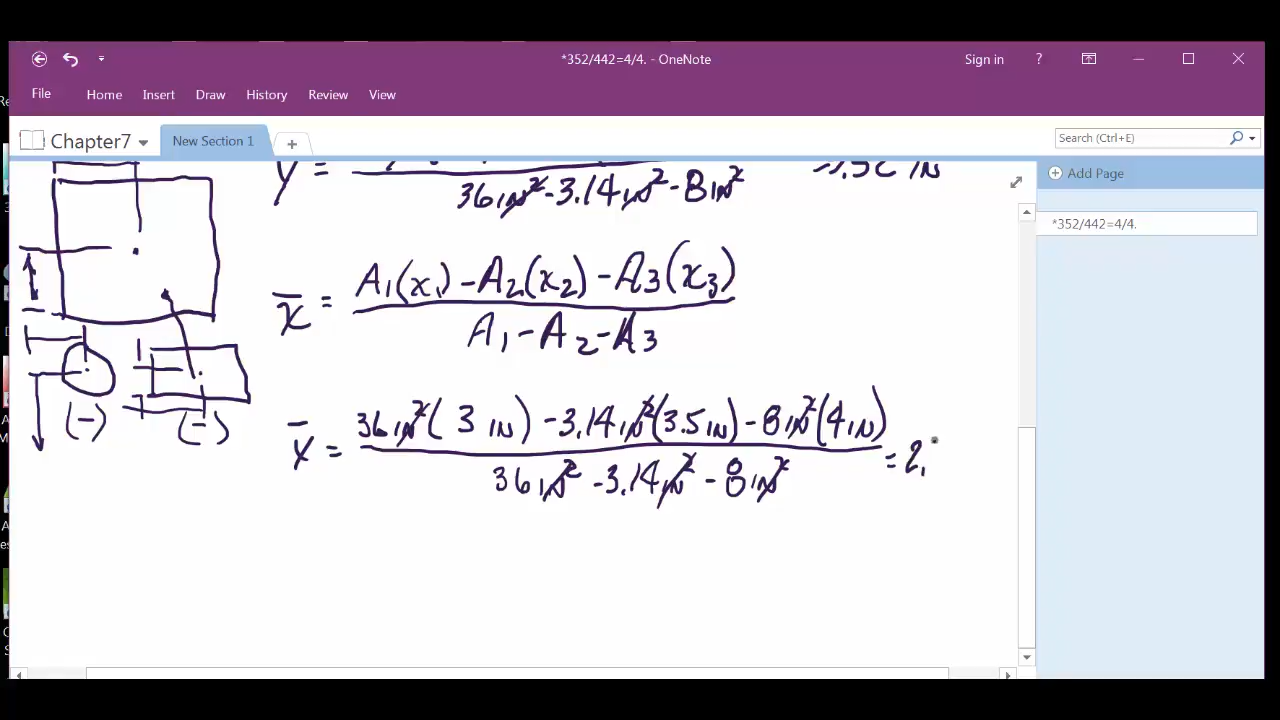 *352/442=4/4. - OneNote
Sign in
?
File Home Insert Draw History Review View
Chapter7
New Section 1
+
Search (Ctrl+E)
Add Page
*352/442=4/4.
ȳ =
36 in² - 3.14 in² - 8 in²
x̄ = A1(x1) - A2(x2) - A3(x3)
A1 - A2 - A3
(-) (-)
x̄ = 36 in² (3 in) - 3.14 in² (3.5 in) - 8 in² (4 in)
36 in² - 3.14 in² - 8 in²
= 2.